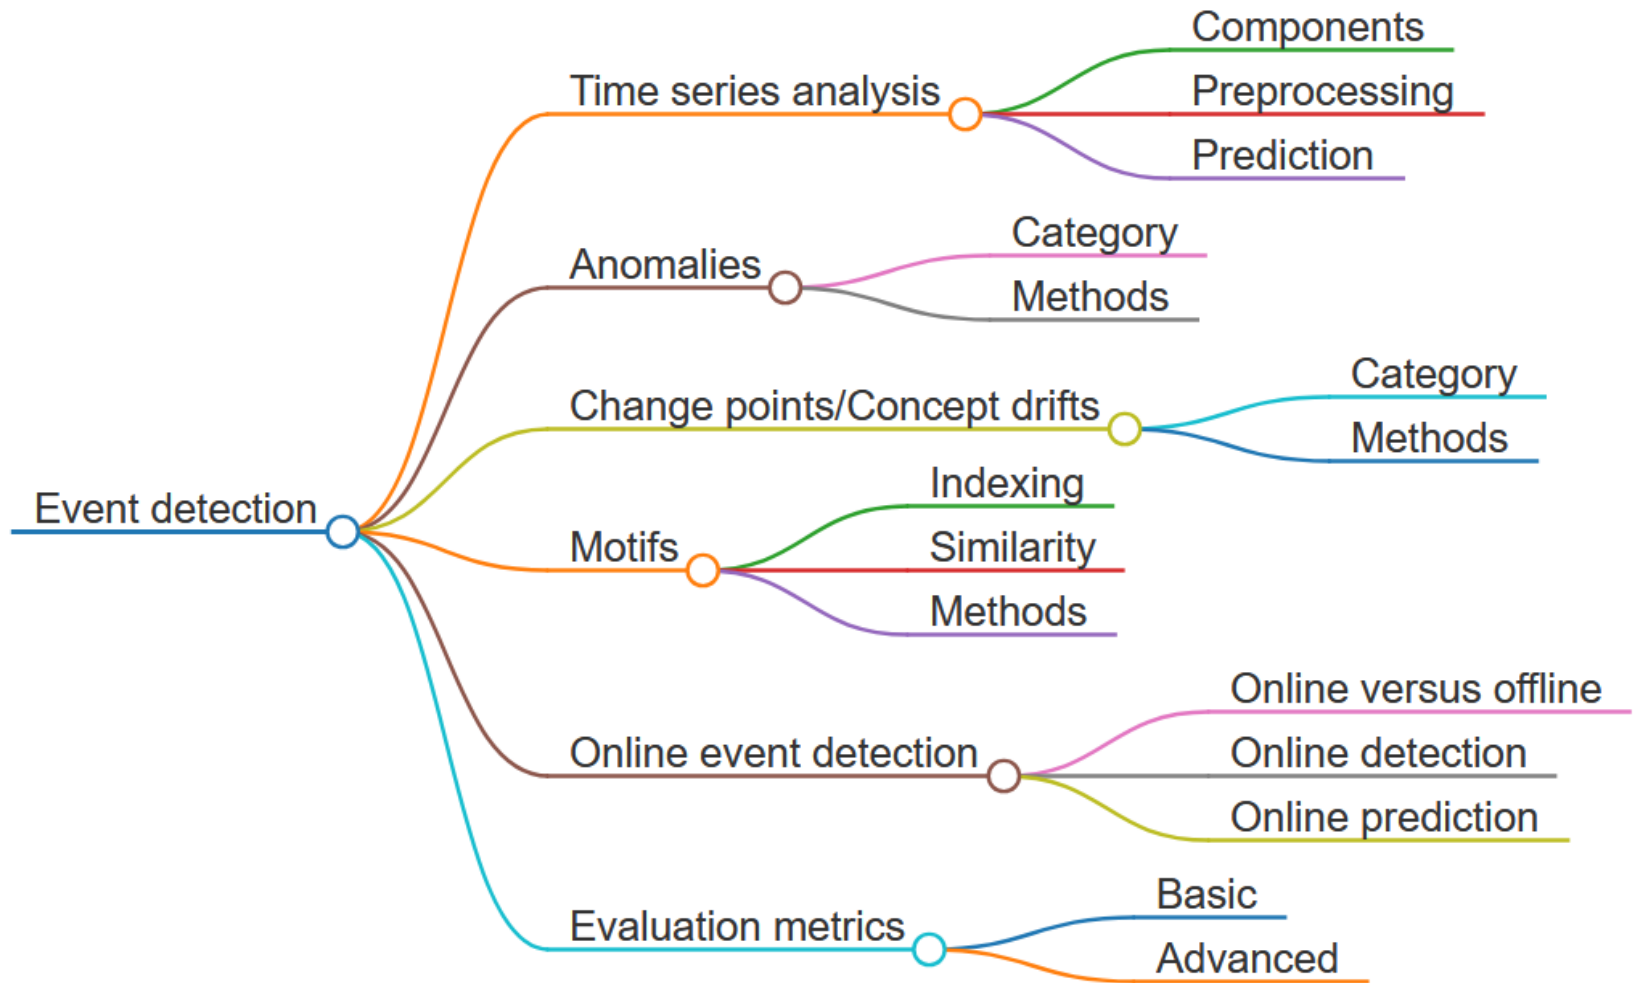 Event detection
Time series analysis
Components
Preprocessing
Prediction
Anomalies
Category
Methods
Change points/Concept drifts
Category
Methods
Motifs
Indexing
Similarity
Methods
Online event detection
Online versus offline
Online detection
Online prediction
Evaluation metrics
Basic
Advanced